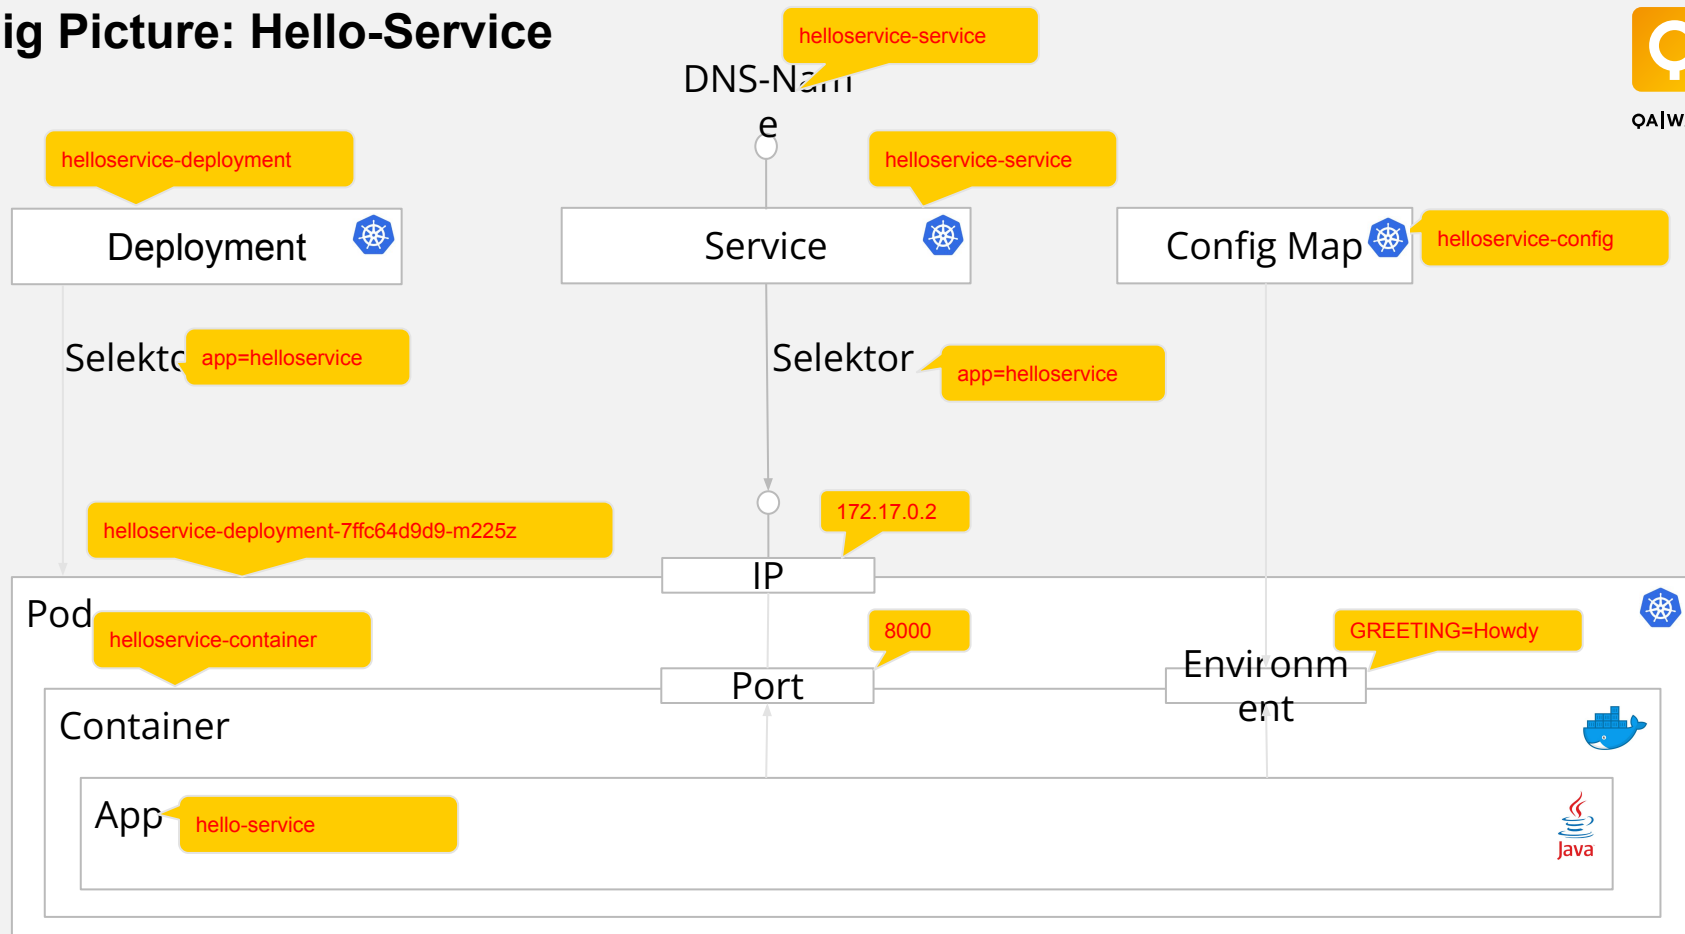 ig Picture: Hello-Service
helloservice-service
DNS-Nam
e
QA|W
helloservice-deployment
helloservice-service
Deployment
Service
Config Map
helloservice-config
Selekto
app=helloservice
Selektor
app=helloservice
172.17.0.2
helloservice-deployment-7ffc64d9d9-m225z
IP
Pod
helloservice-container
8000
GREETING=Howdy
Port
Environm
ent
Container
App
hello-service
Java